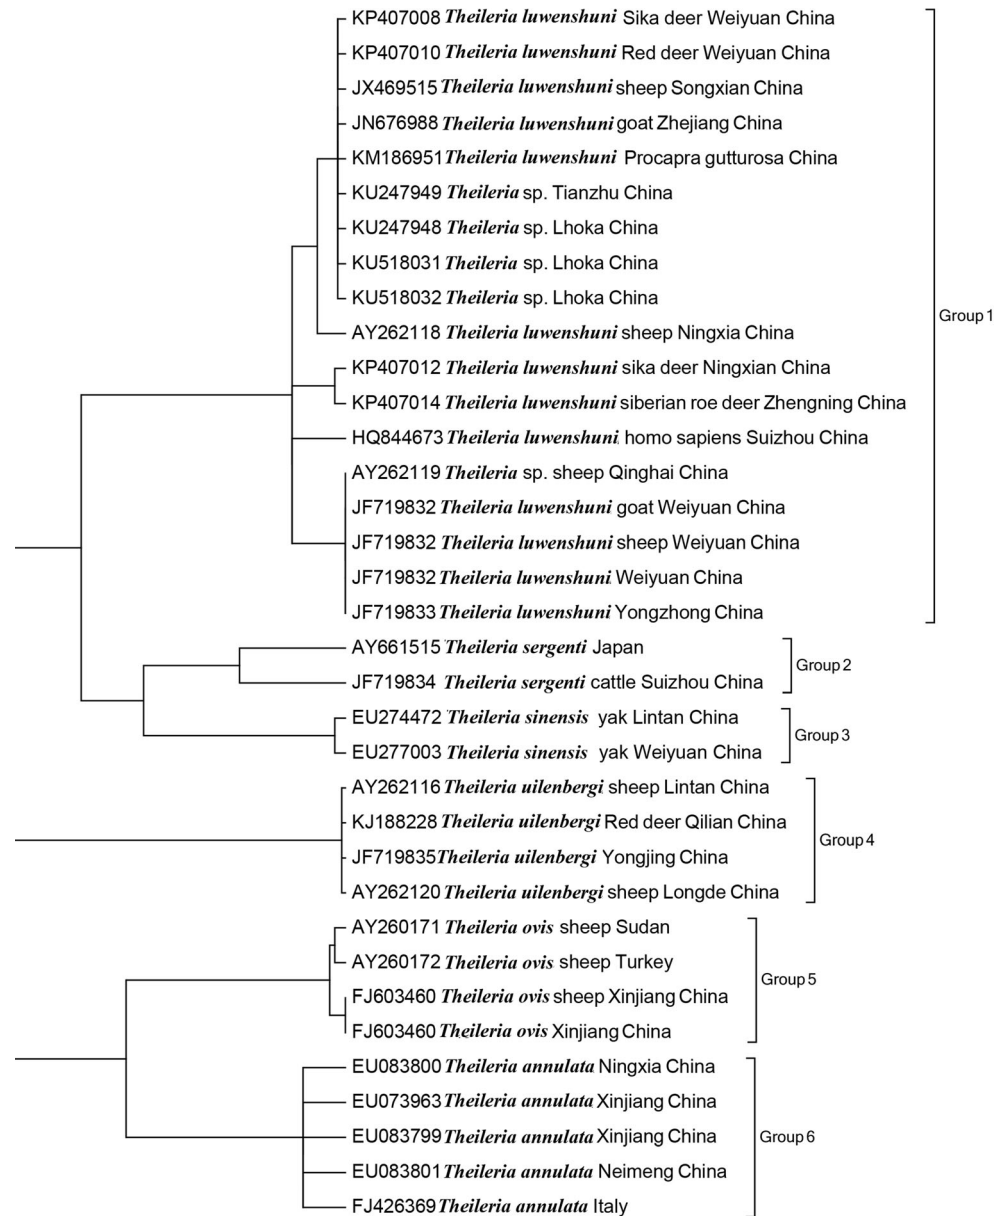 KP407008 Theileria luwenshuni Sika deer Weiyuan China
KP407010 Theileria luwenshuni Red deer Weiyuan China
JX469515 Theileria luwenshuni sheep Songxian China
JN676988 Theileria luwenshuni goat Zhejiang China
KM186951 Theileria luwenshuni Procapra gutturosa China
KU247949 Theileria sp. Tianzhu China
KU247948 Theileria sp. Lhoka China
KU518031 Theileria sp. Lhoka China
KU518032 Theileria sp. Lhoka China
Group 1
AY262118 Theileria luwenshuni sheep Ningxia China
KP407012 Theileria luwenshuni sika deer Ningxian China
KP407014 Theileria luwenshuni siberian roe deer Zhengning China
HQ844673 Theileria luwenshuni homo sapiens Suizhou China
AY262119 Theileria sp. sheep Qinghai China
JF719832 Theileria luwenshuni goat Weiyuan China
JF719832 Theileria luwenshuni sheep Weiyuan China
JF719832 Theileria luwenshuni Weiyuan China
JF719833 Theileria luwenshuni Yongzhong China
AY661515 Theileria sergenti Japan
Group 2
JF719834 Theileria sergenti cattle Suizhou China
EU274472 Theileria sinensis yak Lintan China
Group 3
EU277003 Theileria sinensis yak Weiyuan China
AY262116 Theileria uilenbergi sheep Lintan China
KJ188228 Theileria uilenbergi Red deer Qilian China
Group 4
JF719835 Theileria uilenbergi Yongjing China
AY262120 Theileria uilenbergi sheep Longde China
AY260171 Theileria ovis sheep Sudan
AY260172 Theileria ovis sheep Turkey
Group 5
FJ603460 Theileria ovis sheep Xinjiang China
FJ603460 Theileria ovis Xinjiang China
EU083800 Theileria annulata Ningxia China
EU073963 Theileria annulata Xinjiang China
EU083799 Theileria annulata Xinjiang China
Group 6
EU083801 Theileria annulata Neimeng China
FJ426369 Theileria annulata Italy